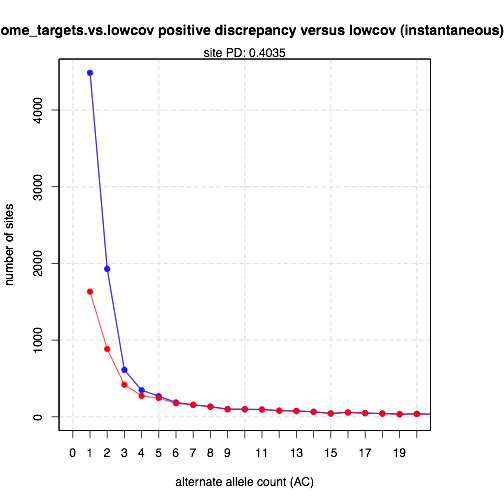 ome_targets.vs.lowcov positive discrepancy versus lowcov (instantaneous)
site PD: 0.4035
number of sites
4000
3000
2000
1000
0
0 1 2 3 4 5 6 7 8 9 11 13 15 17 19
alternate allele count (AC)